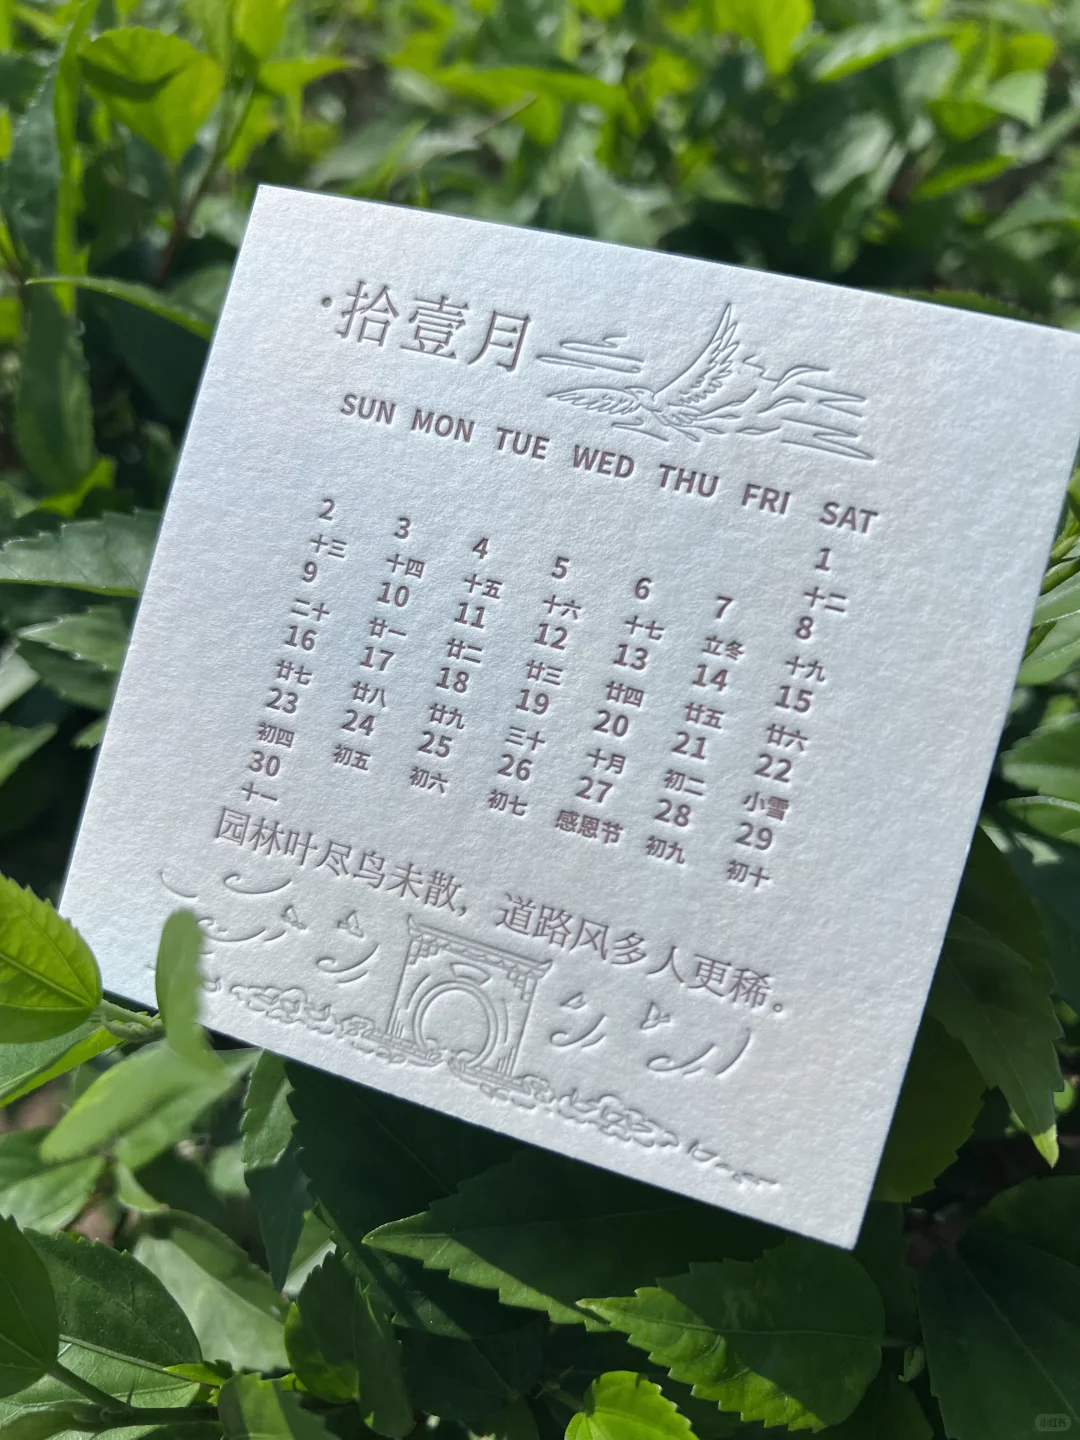 ·拾壹月
SUN MON TUE WED THU FRI SAT
1
十二
2 3 4 5 6 7 8
十三 十四 十五 十六 十七 立冬 十九
9 10 11 12 13 14 15
二十 廿一 廿二 廿三 廿四 廿五 廿六
16 17 18 19 20 21 22
廿七 廿八 廿九 三十 十月 初二 小雪
23 24 25 26 27 28 29
初四 初五 初六 初七 感恩节 初九 初十
30
十一
园林叶尽鸟未散，道路风多人更稀。
小红书